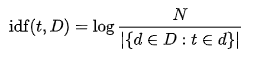 idf(t, D) = log N / |{d ∈ D : t ∈ d}|